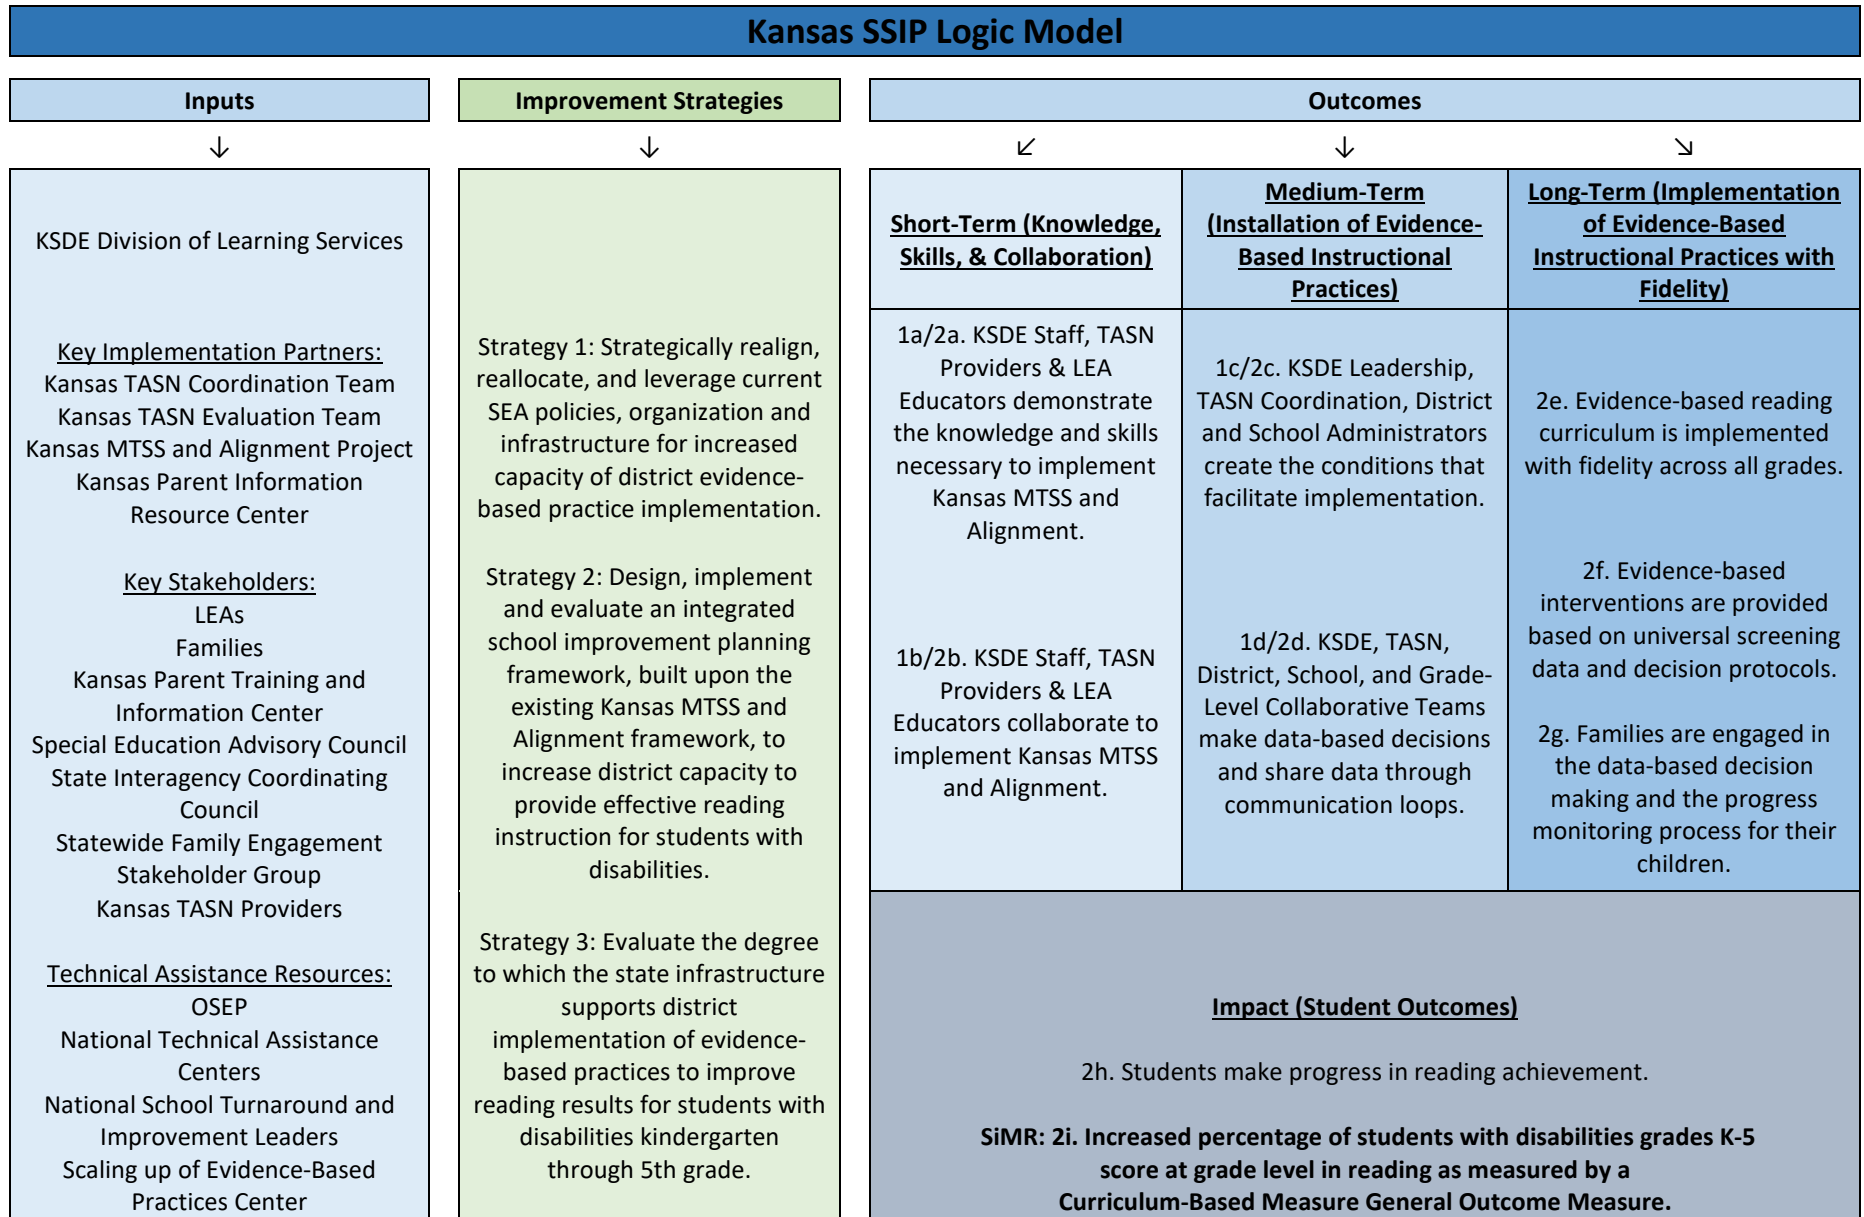 Kansas SSIP Logic Model
Inputs
↓
KSDE Division of Learning Services
Key Implementation Partners:
Kansas TASN Coordination Team
Kansas TASN Evaluation Team
Kansas MTSS and Alignment Project
Kansas Parent Information
Resource Center
Key Stakeholders:
LEAs
Families
Kansas Parent Training and
Information Center
Special Education Advisory Council
State Interagency Coordinating
Council
Statewide Family Engagement
Stakeholder Group
Kansas TASN Providers
Technical Assistance Resources:
OSEP
National Technical Assistance
Centers
National School Turnaround and
Improvement Leaders
Scaling up of Evidence-Based
Practices Center
Improvement Strategies
↓
Strategy 1: Strategically realign,
reallocate, and leverage current
SEA policies, organization and
infrastructure for increased
capacity of district evidence-
based practice implementation.
Strategy 2: Design, implement
and evaluate an integrated
school improvement planning
framework, built upon the
existing Kansas MTSS and
Alignment framework, to
increase district capacity to
provide effective reading
instruction for students with
disabilities.
Strategy 3: Evaluate the degree
to which the state infrastructure
supports district
implementation of evidence-
based practices to improve
reading results for students with
disabilities kindergarten
through 5th grade.
Outcomes
↙ ↓ ↘
Short-Term (Knowledge,
Skills, & Collaboration)
1a/2a. KSDE Staff, TASN
Providers & LEA
Educators demonstrate
the knowledge and skills
necessary to implement
Kansas MTSS and
Alignment.
1b/2b. KSDE Staff, TASN
Providers & LEA
Educators collaborate to
implement Kansas MTSS
and Alignment.
Medium-Term
(Installation of Evidence-
Based Instructional
Practices)
1c/2c. KSDE Leadership,
TASN Coordination, District
and School Administrators
create the conditions that
facilitate implementation.
1d/2d. KSDE, TASN,
District, School, and Grade-
Level Collaborative Teams
make data-based decisions
and share data through
communication loops.
Long-Term (Implementation
of Evidence-Based
Instructional Practices with
Fidelity)
2e. Evidence-based reading
curriculum is implemented
with fidelity across all grades.
2f. Evidence-based
interventions are provided
based on universal screening
data and decision protocols.
2g. Families are engaged in
the data-based decision
making and the progress
monitoring process for their
children.
Impact (Student Outcomes)
2h. Students make progress in reading achievement.
SiMR: 2i. Increased percentage of students with disabilities grades K-5
score at grade level in reading as measured by a
Curriculum-Based Measure General Outcome Measure.